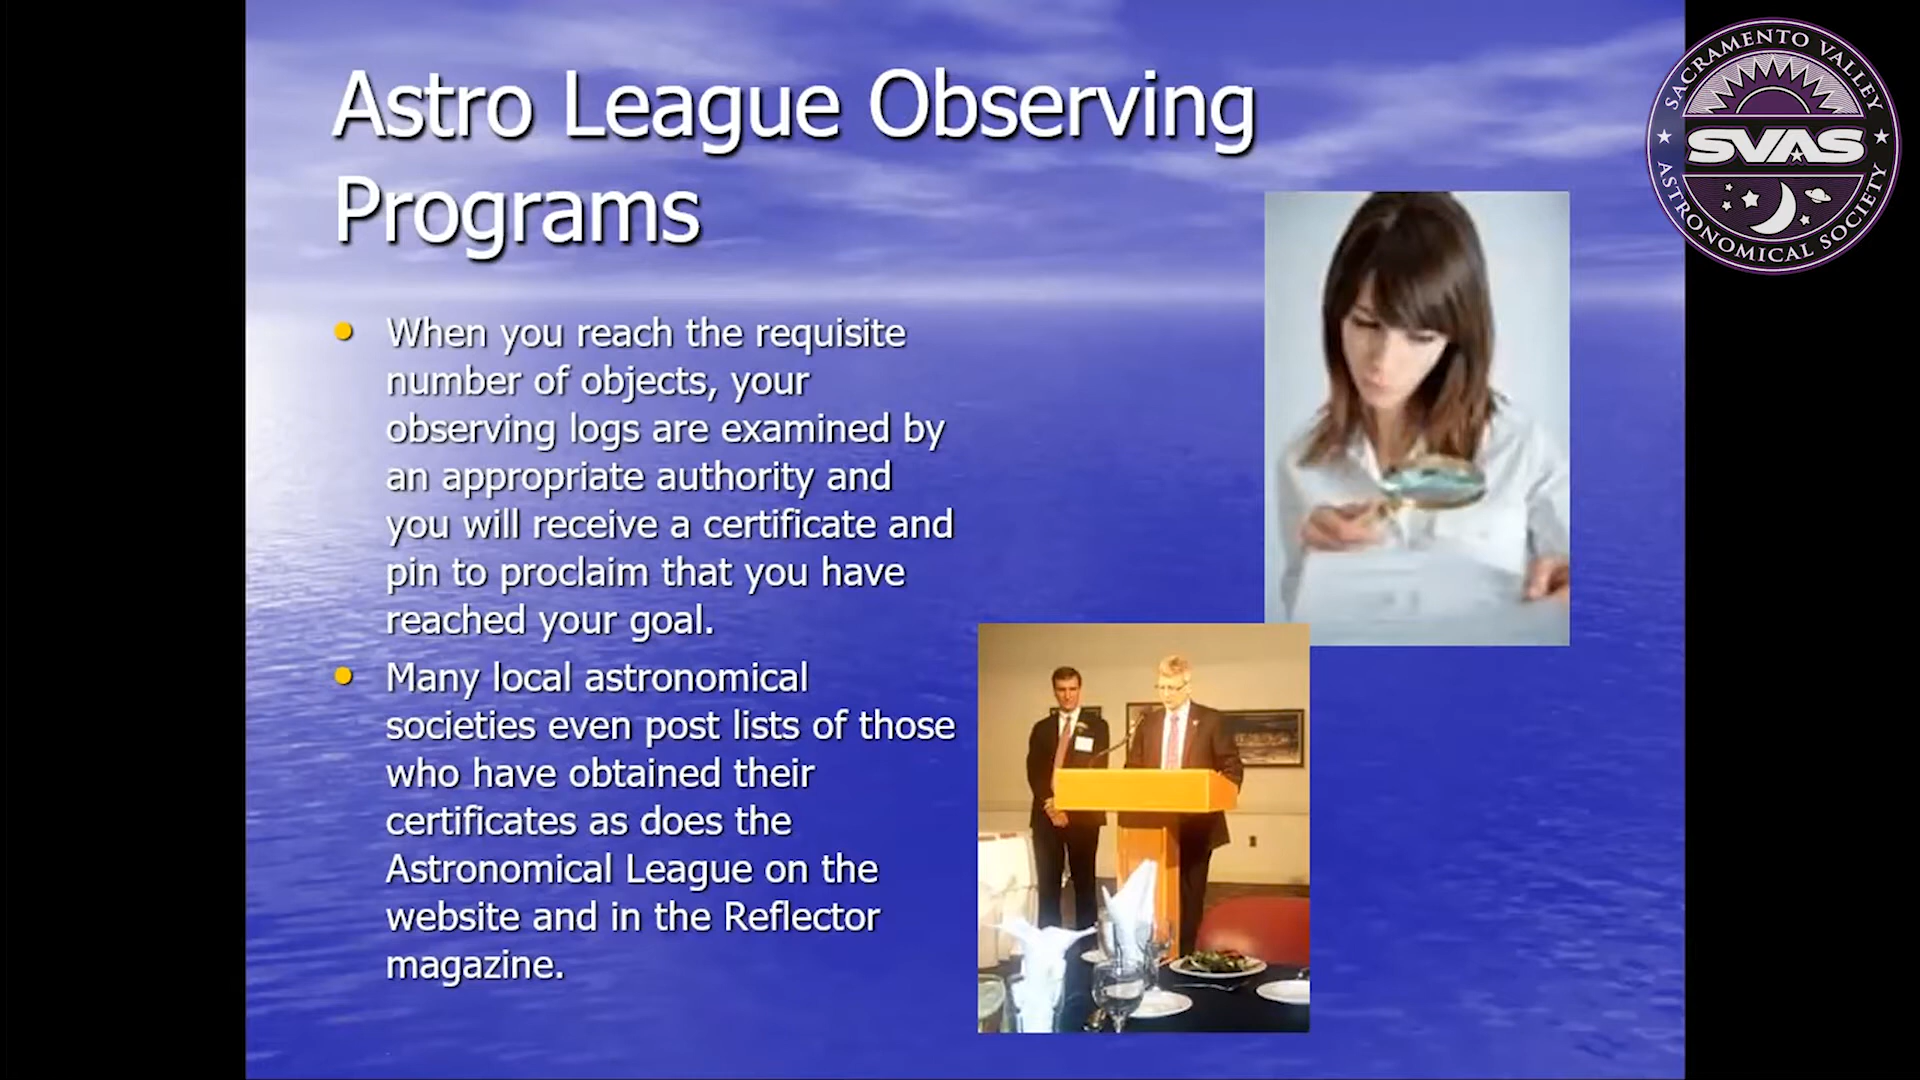 Astro League Observing
Programs
When you reach the requisite
number of objects, your
observing logs are examined by
an appropriate authority and
you will receive a certificate and
pin to proclaim that you have
reached your goal.
Many local astronomical
societies even post lists of those
who have obtained their
certificates as does the
Astronomical League on the
website and in the Reflector
magazine.
SACRAMENTO VALLEY
SVAS
ASTRONOMICAL SOCIETY